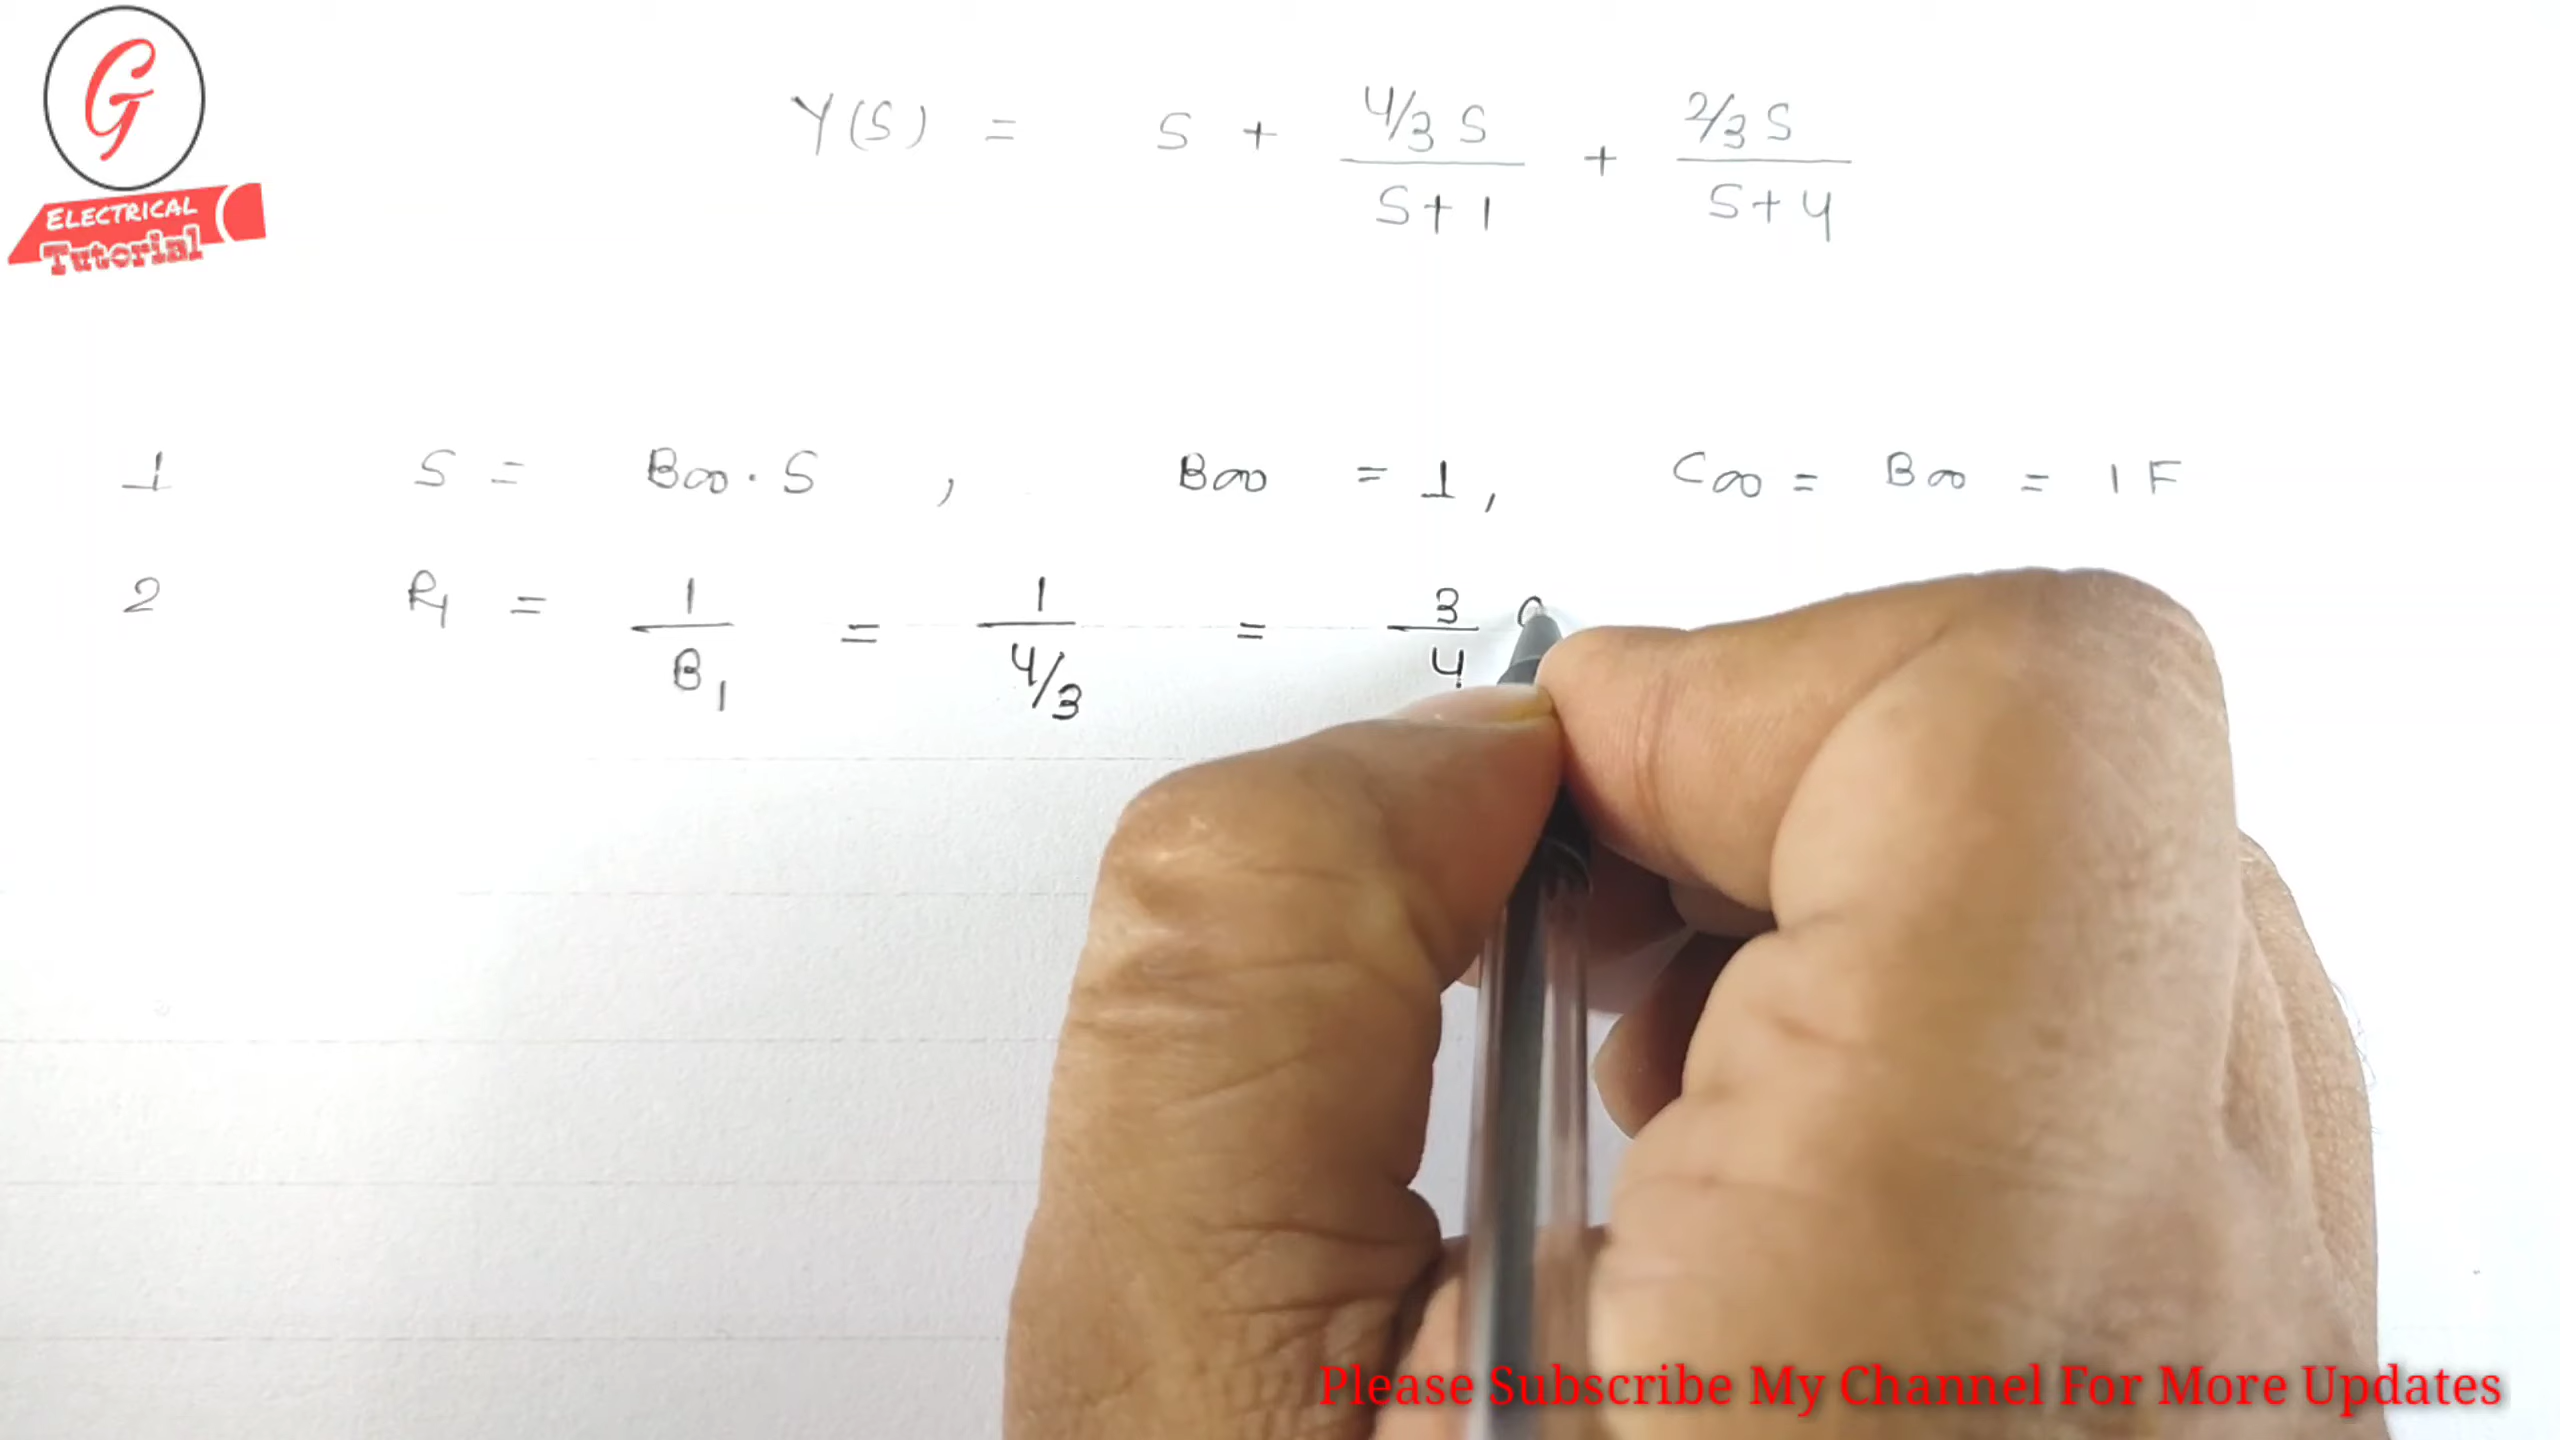 G
ELECTRICAL
Tutorial
Y(S) = S + 4/3 S / S+1 + 2/3 S / S+4
1 S = B∞ . S , B∞ = 1 , C∞ = B∞ = 1 F
2 R1 = 1 / B1 = 1 / 4/3 = 3 / 4
Please Subscribe My Channel For More Updates